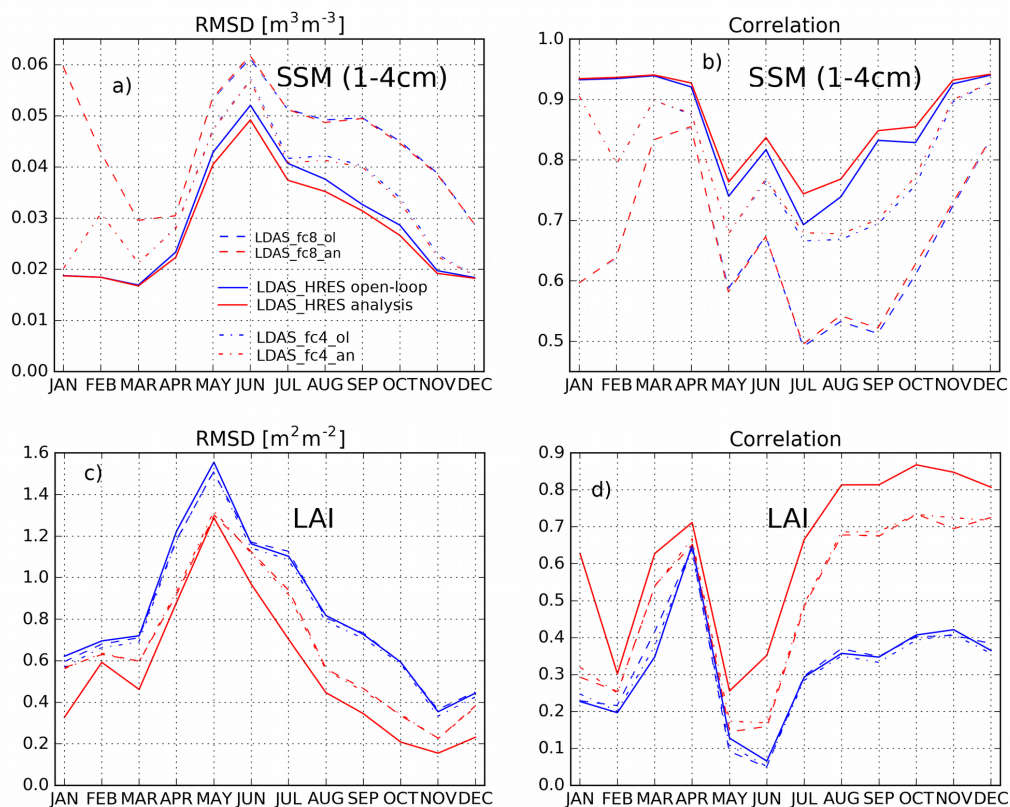 RMSD [m³m⁻³]
a)
SSM (1-4cm)
0.06
0.05
0.04
0.03
0.02
0.01
0.00
LDAS_fc8_ol
LDAS_fc8_an
LDAS_HRES open-loop
LDAS_HRES analysis
LDAS_fc4_ol
LDAS_fc4_an
JAN FEB MAR APR MAY JUN JUL AUG SEP OCT NOV DEC
Correlation
b)
SSM (1-4cm)
1.0
0.9
0.8
0.7
0.6
0.5
JAN FEB MAR APR MAY JUN JUL AUG SEP OCT NOV DEC
RMSD [m²m⁻²]
c)
LAI
1.6
1.4
1.2
1.0
0.8
0.6
0.4
0.2
0.0
JAN FEB MAR APR MAY JUN JUL AUG SEP OCT NOV DEC
Correlation
d)
LAI
0.9
0.8
0.7
0.6
0.5
0.4
0.3
0.2
0.1
0.0
JAN FEB MAR APR MAY JUN JUL AUG SEP OCT NOV DEC